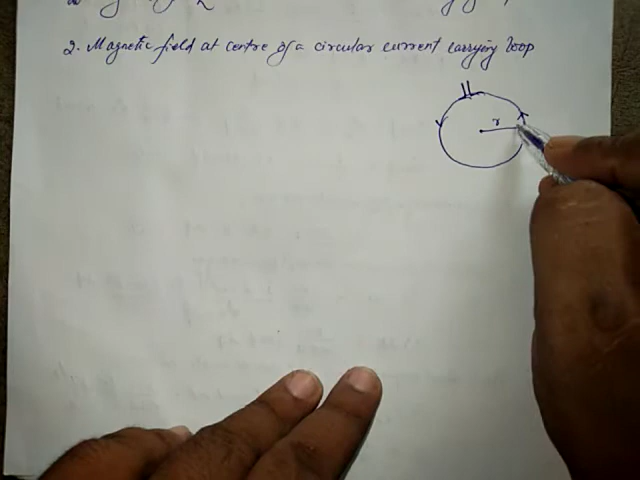 2. Magnetic field at centre of a circular current carrying loop
r